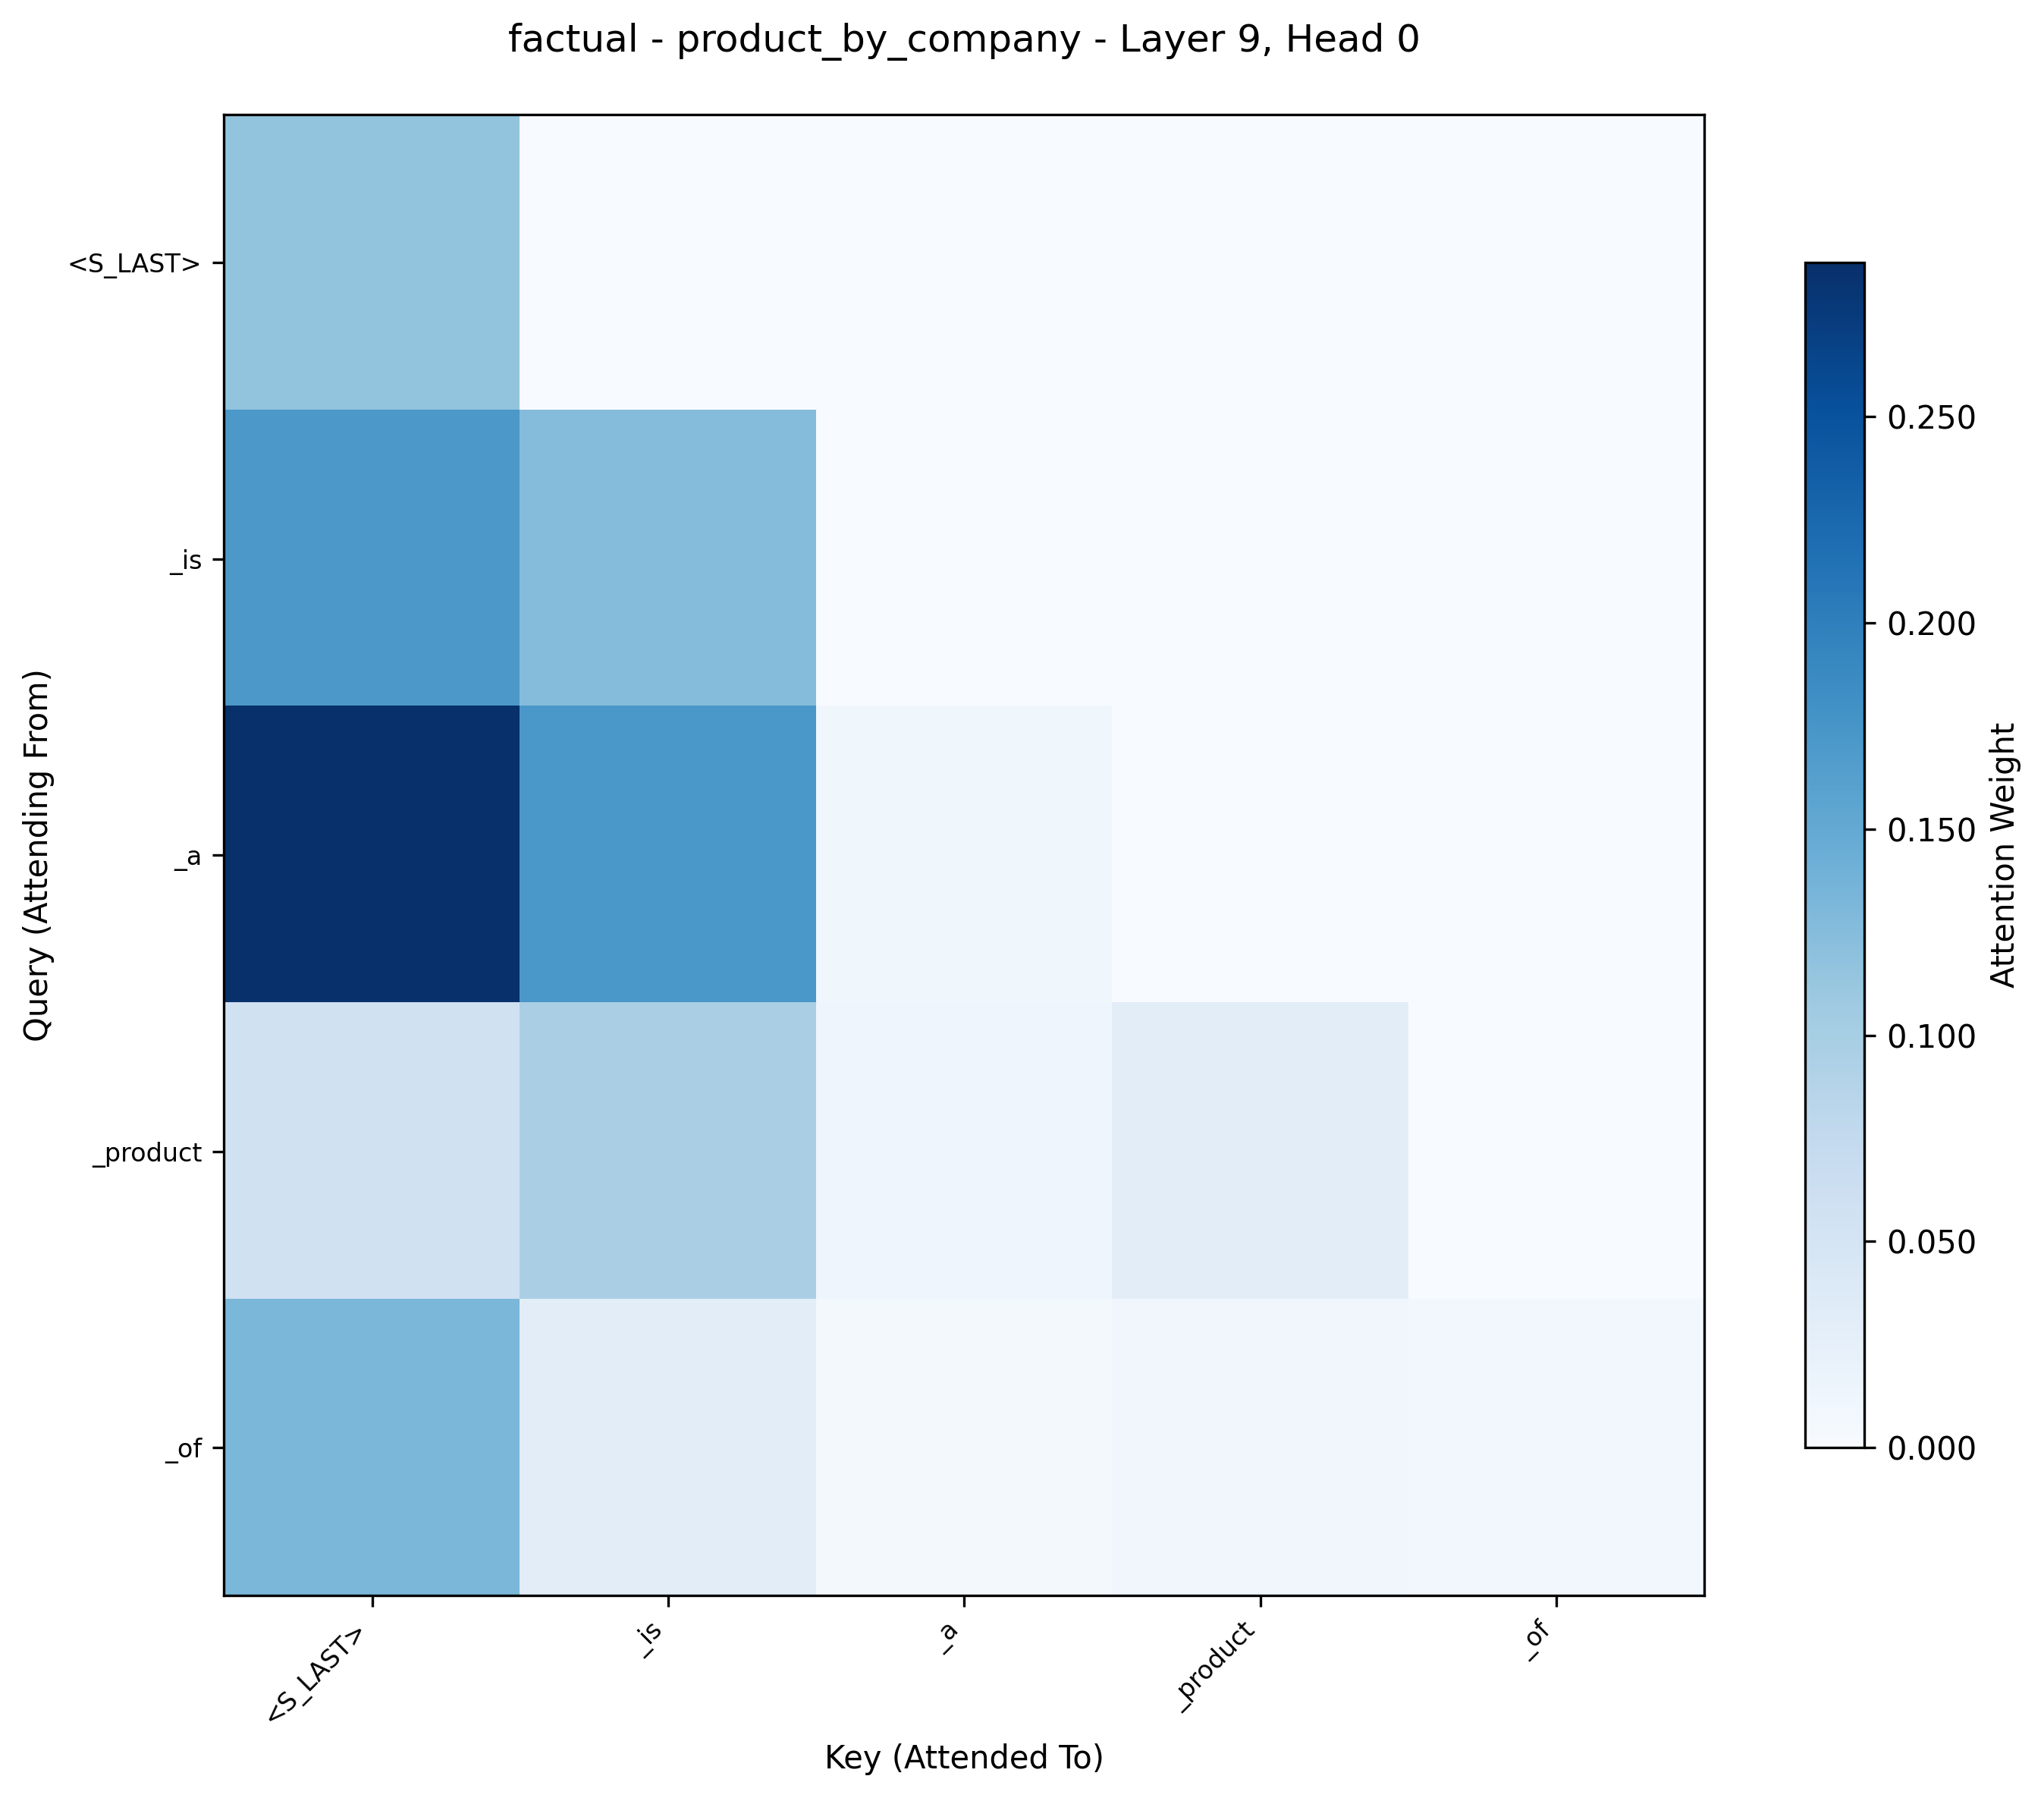 factual - product_by_company - Layer 9, Head 0
Query (Attending From)
<S_LAST>
_is
_a
_product
_of
<S_LAST>
_is
_a
_product
_of
Key (Attended To)
0.250
0.200
0.150
0.100
0.050
0.000
Attention Weight